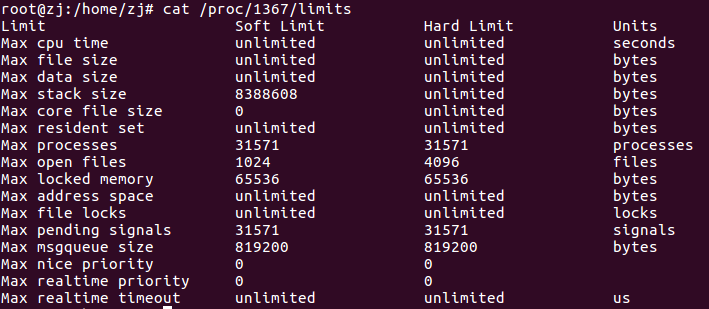 root@zj:/home/zj# cat /proc/1367/limits
Limit                     Soft Limit           Hard Limit           Units
Max cpu time              unlimited            unlimited            seconds
Max file size             unlimited            unlimited            bytes
Max data size             unlimited            unlimited            bytes
Max stack size            8388608              unlimited            bytes
Max core file size        0                    unlimited            bytes
Max resident set          unlimited            unlimited            bytes
Max processes             31571                31571                processes
Max open files            1024                 4096                 files
Max locked memory         65536                65536                bytes
Max address space         unlimited            unlimited            bytes
Max file locks            unlimited            unlimited            locks
Max pending signals       31571                31571                signals
Max msgqueue size         819200               819200               bytes
Max nice priority         0                    0
Max realtime priority     0                    0
Max realtime timeout      unlimited            unlimited            us